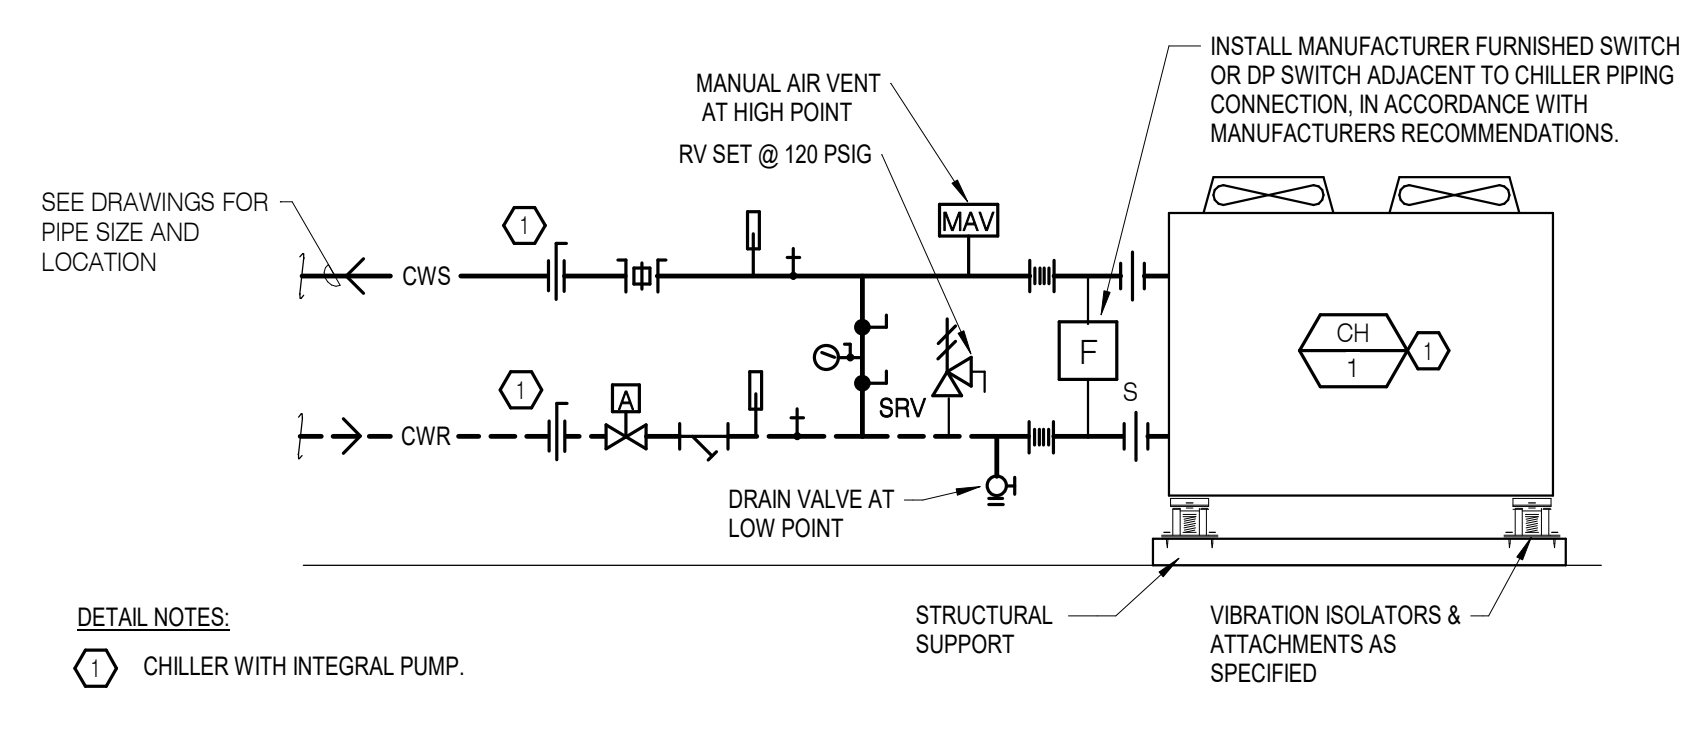 INSTALL MANUFACTURER FURNISHED SWITCH
OR DP SWITCH ADJACENT TO CHILLER PIPING
CONNECTION, IN ACCORDANCE WITH
MANUFACTURERS RECOMMENDATIONS.
MANUAL AIR VENT
AT HIGH POINT
RV SET @ 120 PSIG
SEE DRAWINGS FOR
PIPE SIZE AND
LOCATION
1
MAV
CWS
F
CH
1
1
1
A
SRV
S
CWR
DRAIN VALVE AT
LOW POINT
STRUCTURAL
SUPPORT
VIBRATION ISOLATORS &
ATTACHMENTS AS
SPECIFIED
DETAIL NOTES:
1 CHILLER WITH INTEGRAL PUMP.